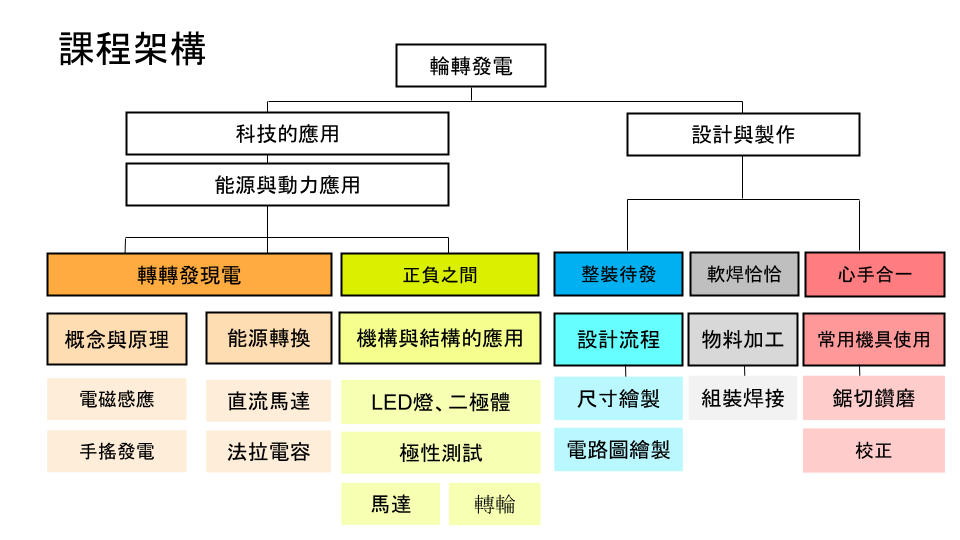 課程架構
輪轉發電
科技的應用
設計與製作
能源與動力應用
轉轉發現電
正負之間
整裝待發
軟焊恰恰
心手合一
概念與原理
能源轉換
機構與結構的應用
設計流程
物料加工
常用機具使用
電磁感應
直流馬達
LED燈、二極體
尺寸繪製
組裝焊接
鋸切鑽磨
手搖發電
法拉電容
極性測試
電路圖繪製
校正
馬達
轉輪